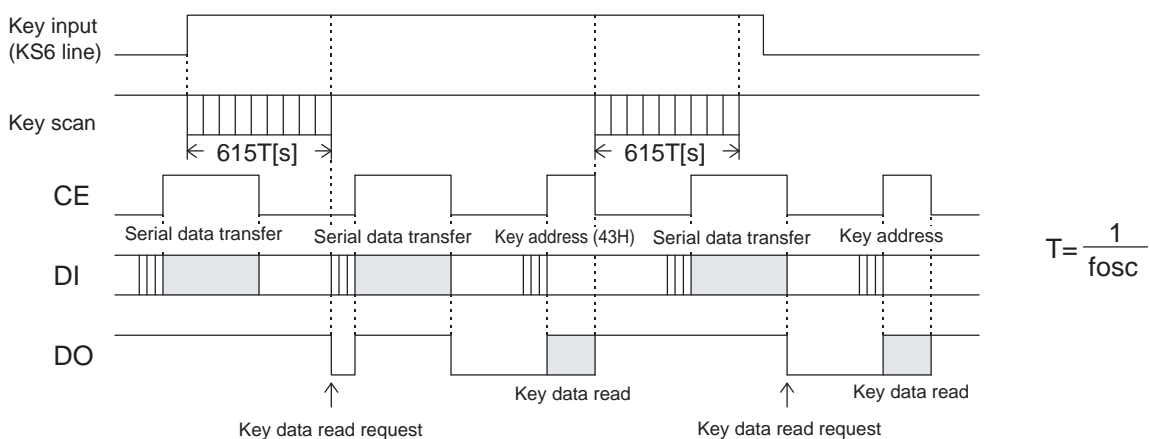 Key input
(KS6 line)
Key scan
615T[s]
615T[s]
CE
Serial data transfer
Serial data transfer
Key address (43H)
Serial data transfer
Key address
T= 1
fosc
DI
DO
Key data read
Key data read
Key data read request
Key data read request